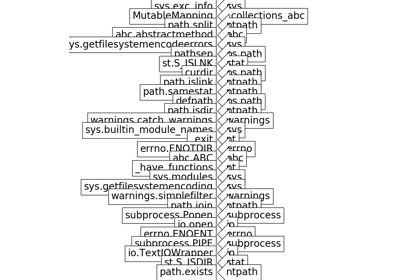 sys.exc_info sys
MutableMapping collections_abc
path.split ntpath
abc.abstractmethod abc
sys.getfilesystemencodeerrors sys
pathsep os.path
st.S_ISLNK stat
curdir os.path
path.islink ntpath
path.samestat ntpath
defpath os.path
path.isdir ntpath
warnings.catch_warnings warnings
sys.builtin_module_names sys
_exit nt
errno.ENOTDIR errno
abc.ABC abc
_have_functions nt
sys.modules sys
sys.getfilesystemencoding sys
warnings.simplefilter warnings
path.join ntpath
subprocess.Popen subprocess
io.open io
errno.ENOENT errno
subprocess.PIPE subprocess
io.TextIOWrapper io
st.S_ISDIR stat
path.exists ntpath